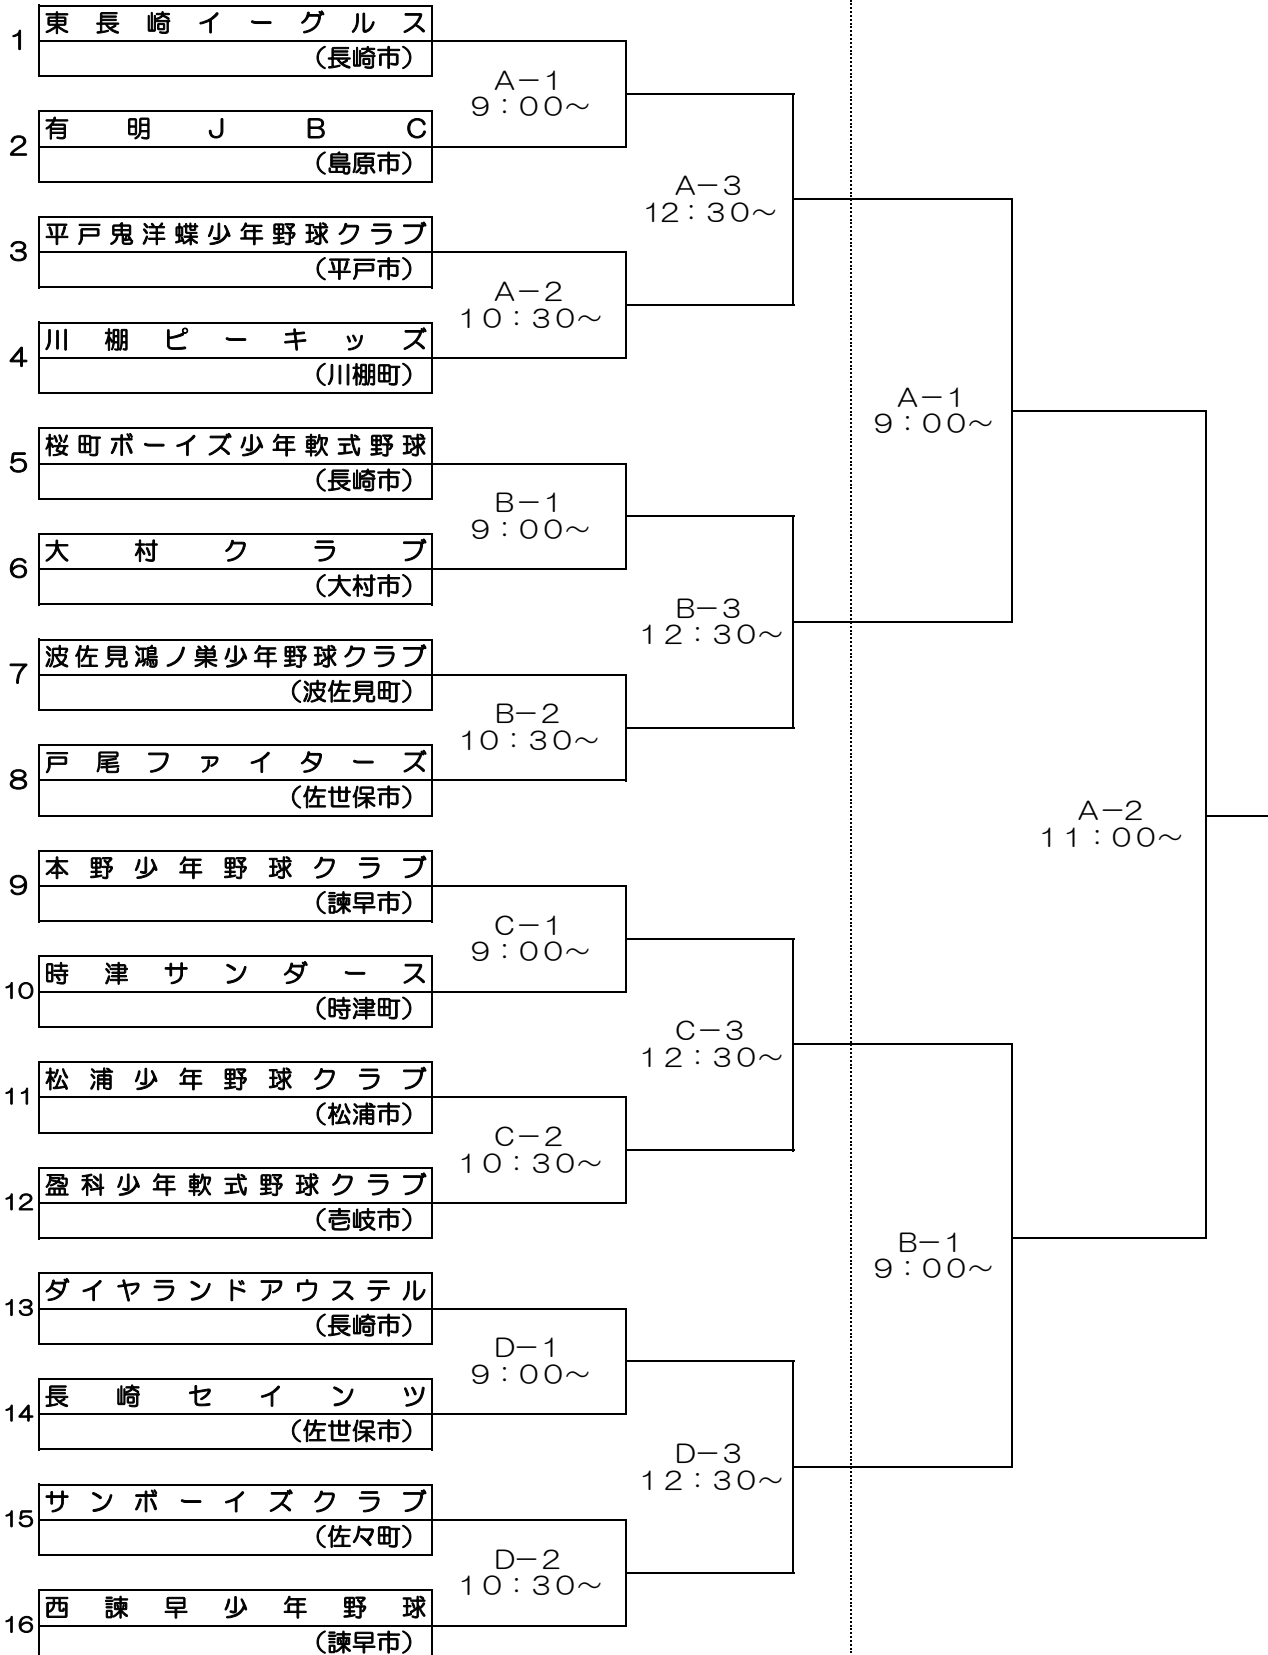 1
東長崎イーグルス
(長崎市)
2
有明JBC
(島原市)
A-1
9:00～
3
平戸鬼洋蝶少年野球クラブ
(平戸市)
4
川棚ピーキッズ
(川棚町)
A-2
10:30～
A-3
12:30～
5
桜町ボーイズ少年軟式野球
(長崎市)
6
大村クラブ
(大村市)
B-1
9:00～
7
波佐見鴻ノ巣少年野球クラブ
(波佐見町)
8
戸尾ファイターズ
(佐世保市)
B-2
10:30～
B-3
12:30～
A-1
9:00～
9
本野少年野球クラブ
(諫早市)
10
時津サンダース
(時津町)
C-1
9:00～
11
松浦少年野球クラブ
(松浦市)
12
盈科少年軟式野球クラブ
(壱岐市)
C-2
10:30～
C-3
12:30～
13
ダイヤランドアウステル
(長崎市)
14
長崎セインツ
(佐世保市)
D-1
9:00～
15
サンボーイズクラブ
(佐々町)
16
西諫早少年野球
(諫早市)
D-2
10:30～
D-3
12:30～
B-1
9:00～
A-2
11:00～